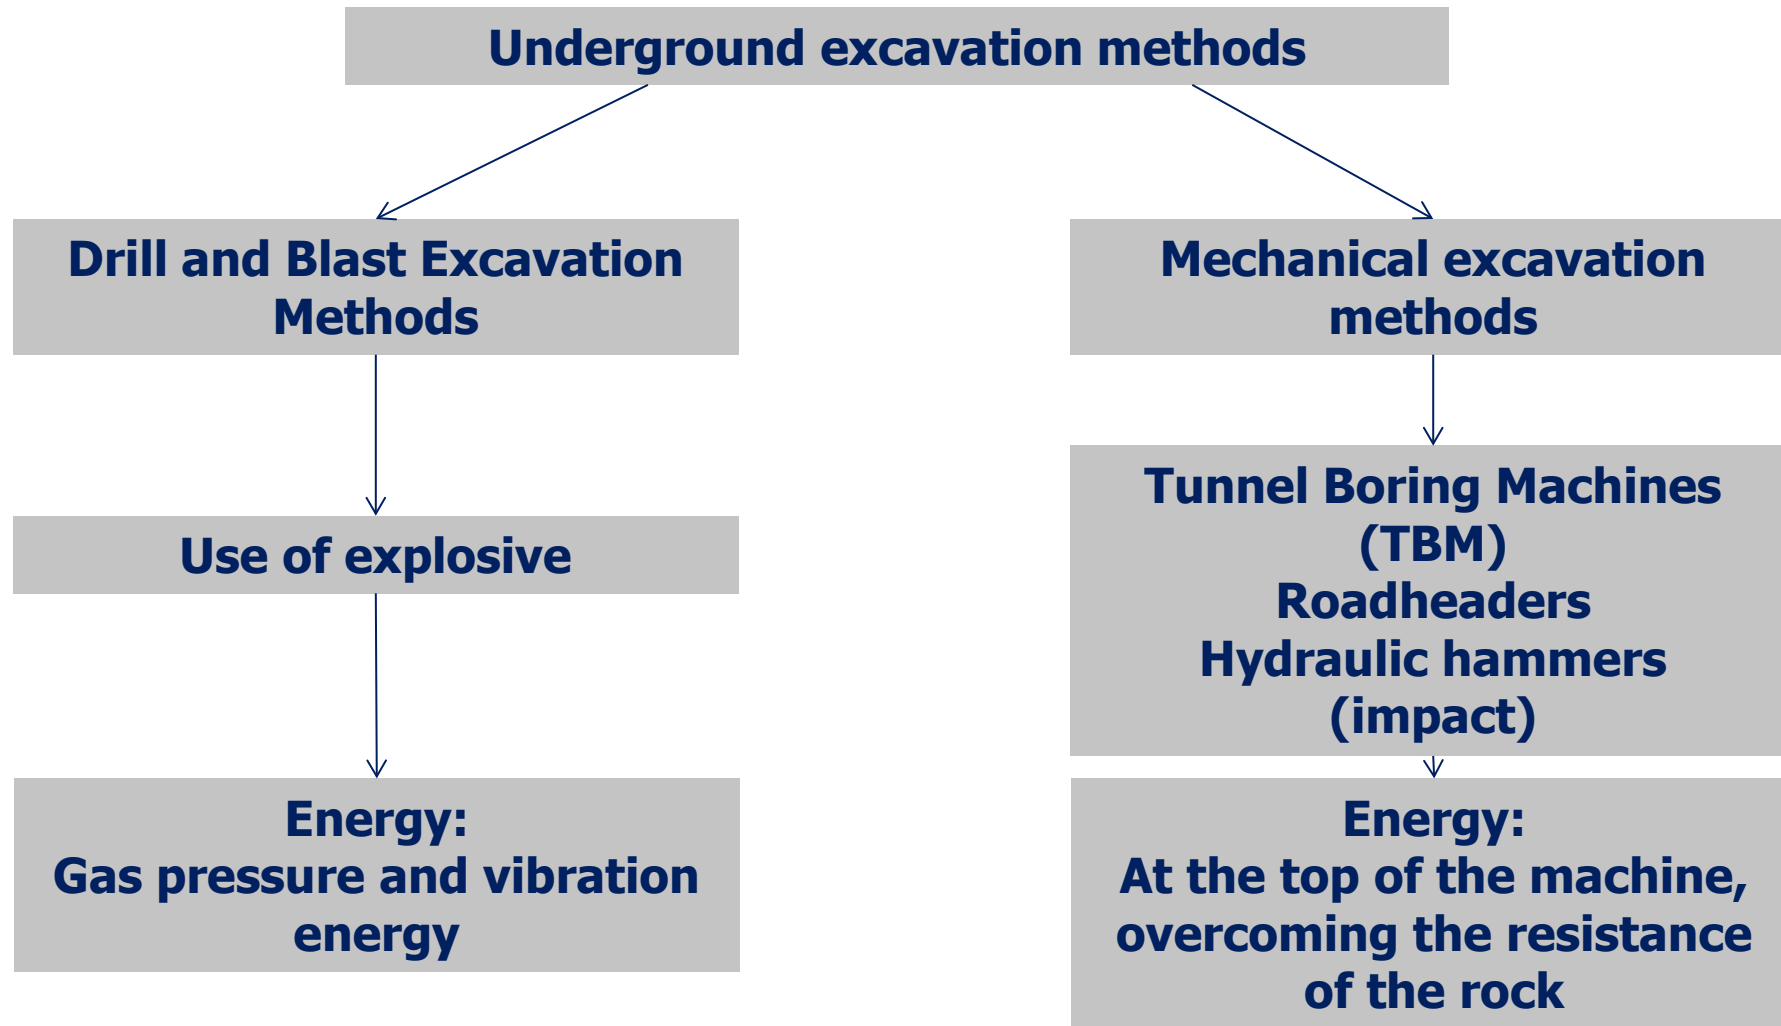 Underground excavation methods
Drill and Blast Excavation
Methods
Use of explosive
Energy:
Gas pressure and vibration
energy
Mechanical excavation
methods
Tunnel Boring Machines
(TBM)
Roadheaders
Hydraulic hammers
(impact)
Energy:
At the top of the machine,
overcoming the resistance
of the rock